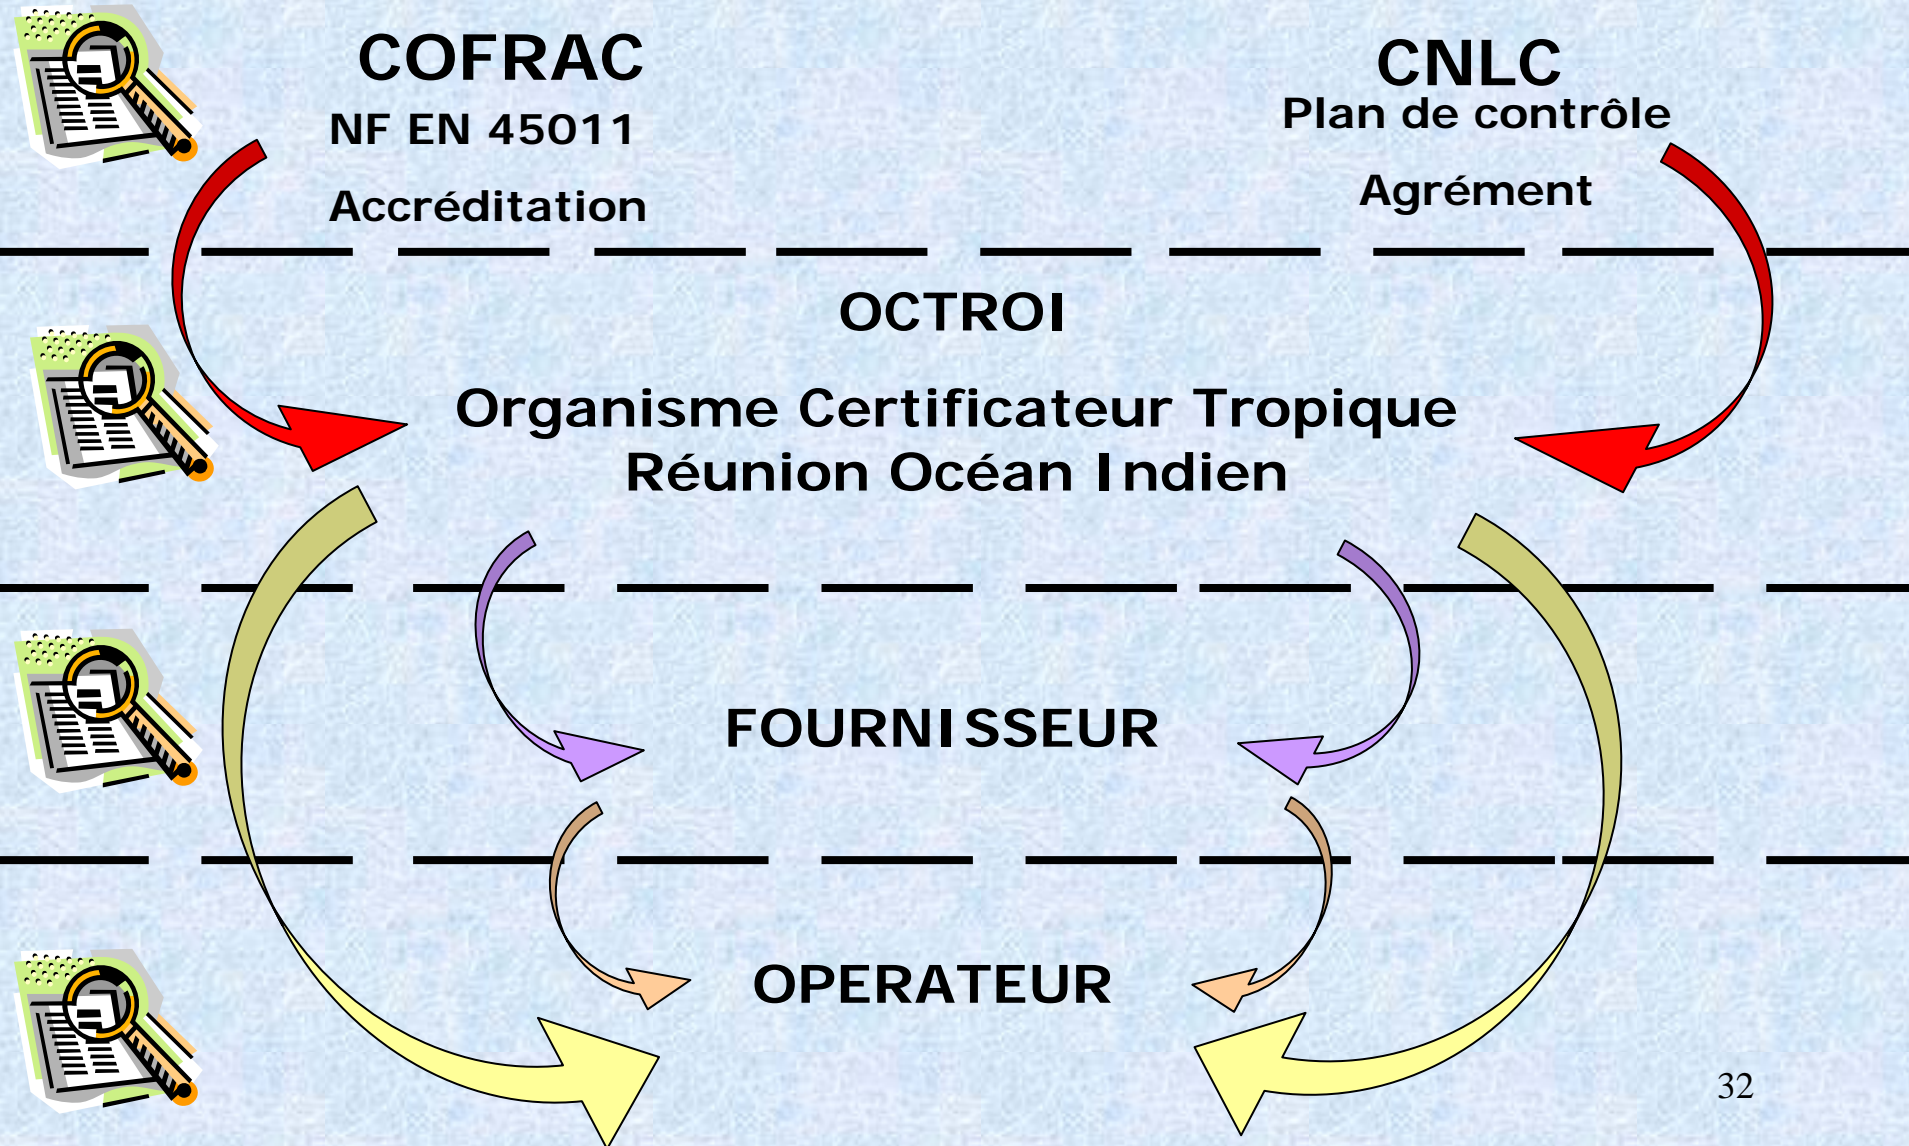 COFRAC
NF EN 45011
Accréditation
CNLC
Plan de contrôle
Agrément
OCTROI
Organisme Certificateur Tropique
Réunion Océan Indien
FOURNISSEUR
OPERATEUR
32